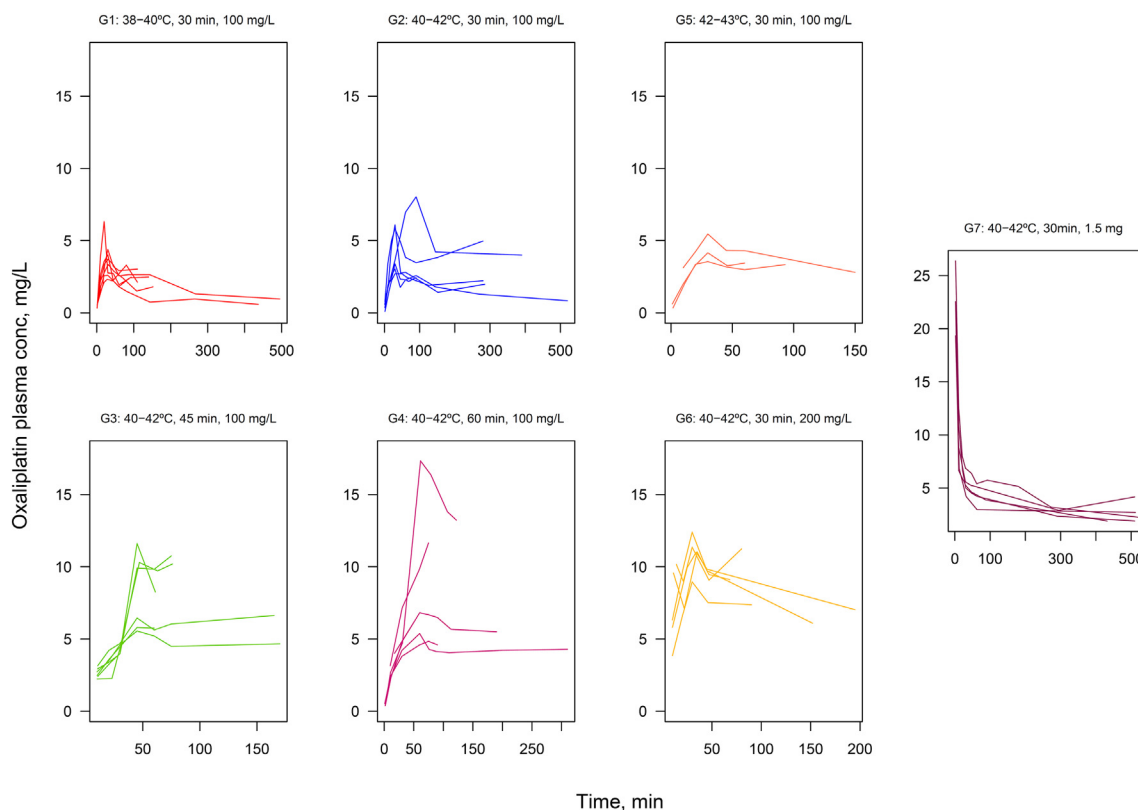 G1: 38−40ºC, 30 min, 100 mg/L
G2: 40−42ºC, 30 min, 100 mg/L
G5: 42−43ºC, 30 min, 100 mg/L
15
10
5
0
0 100 300 500
15
10
5
0
0 100 300 500
15
10
5
0
0 50 100 150
G7: 40−42ºC, 30min, 1.5 mg
25
20
15
10
5
0 100 300 500
Oxaliplatin plasma conc, mg/L
G3: 40−42ºC, 45 min, 100 mg/L
G4: 40−42ºC, 60 min, 100 mg/L
G6: 40−42ºC, 30 min, 200 mg/L
15
10
5
0
50 100 150
15
10
5
0
0 50 100 200 300
15
10
5
0
50 100 150 200
Time, min